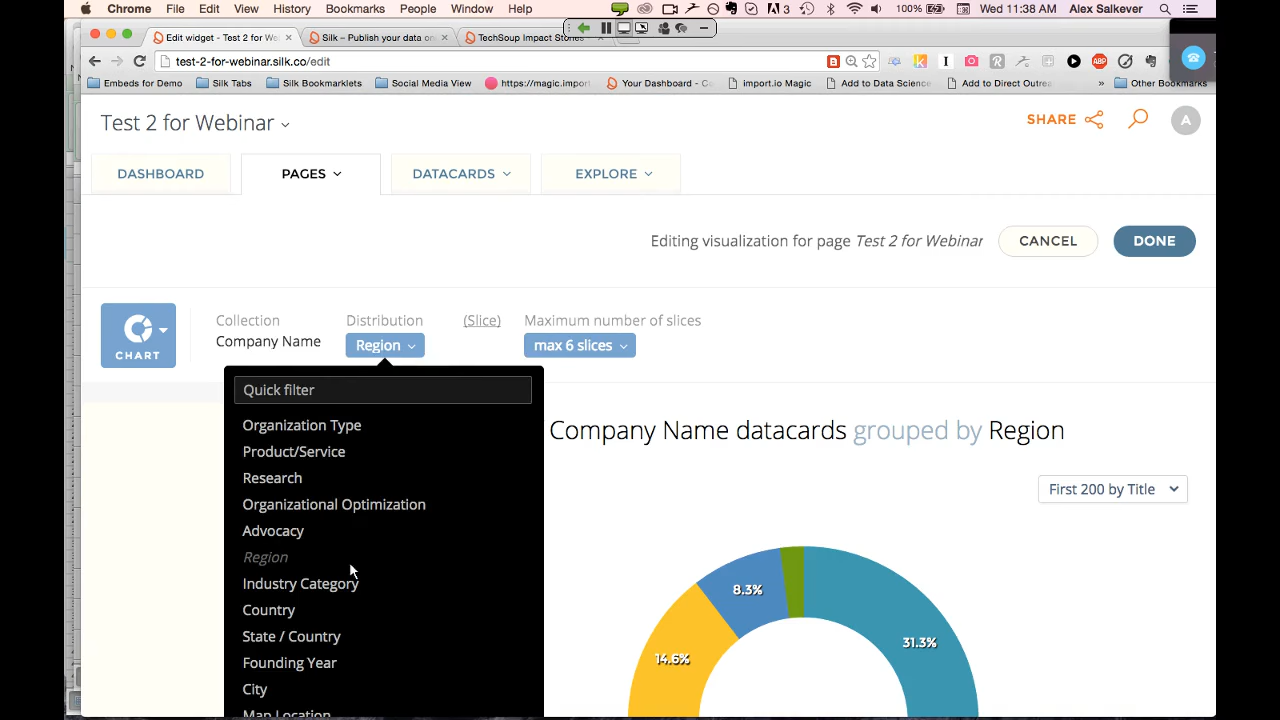 Chrome File Edit View History Bookmarks People Window Help 3 100% Wed 11:38 AM Alex Salkever
Edit widget - Test 2 for We Silk – Publish your data on TechSoup Impact Stories
test-2-for-webinar.silk.co/edit
Embeds for Demo Silk Tabs Silk Bookmarklets Social Media View https://magic.import Your Dashboard - Co import.io Magic Add to Data Science Add to Direct Outrea » Other Bookmarks
Test 2 for Webinar SHARE A
DASHBOARD PAGES DATACARDS EXPLORE
Editing visualization for page Test 2 for Webinar CANCEL DONE
Collection Distribution (Slice) Maximum number of slices
Company Name Region max 6 slices
CHART
Quick filter
Organization Type
Company Name datacards grouped by Region
Product/Service
Research
First 200 by Title
Organizational Optimization
Advocacy
Region
Industry Category
8.3%
Country
State / Country
31.3%
Founding Year
14.6%
City
Map Location